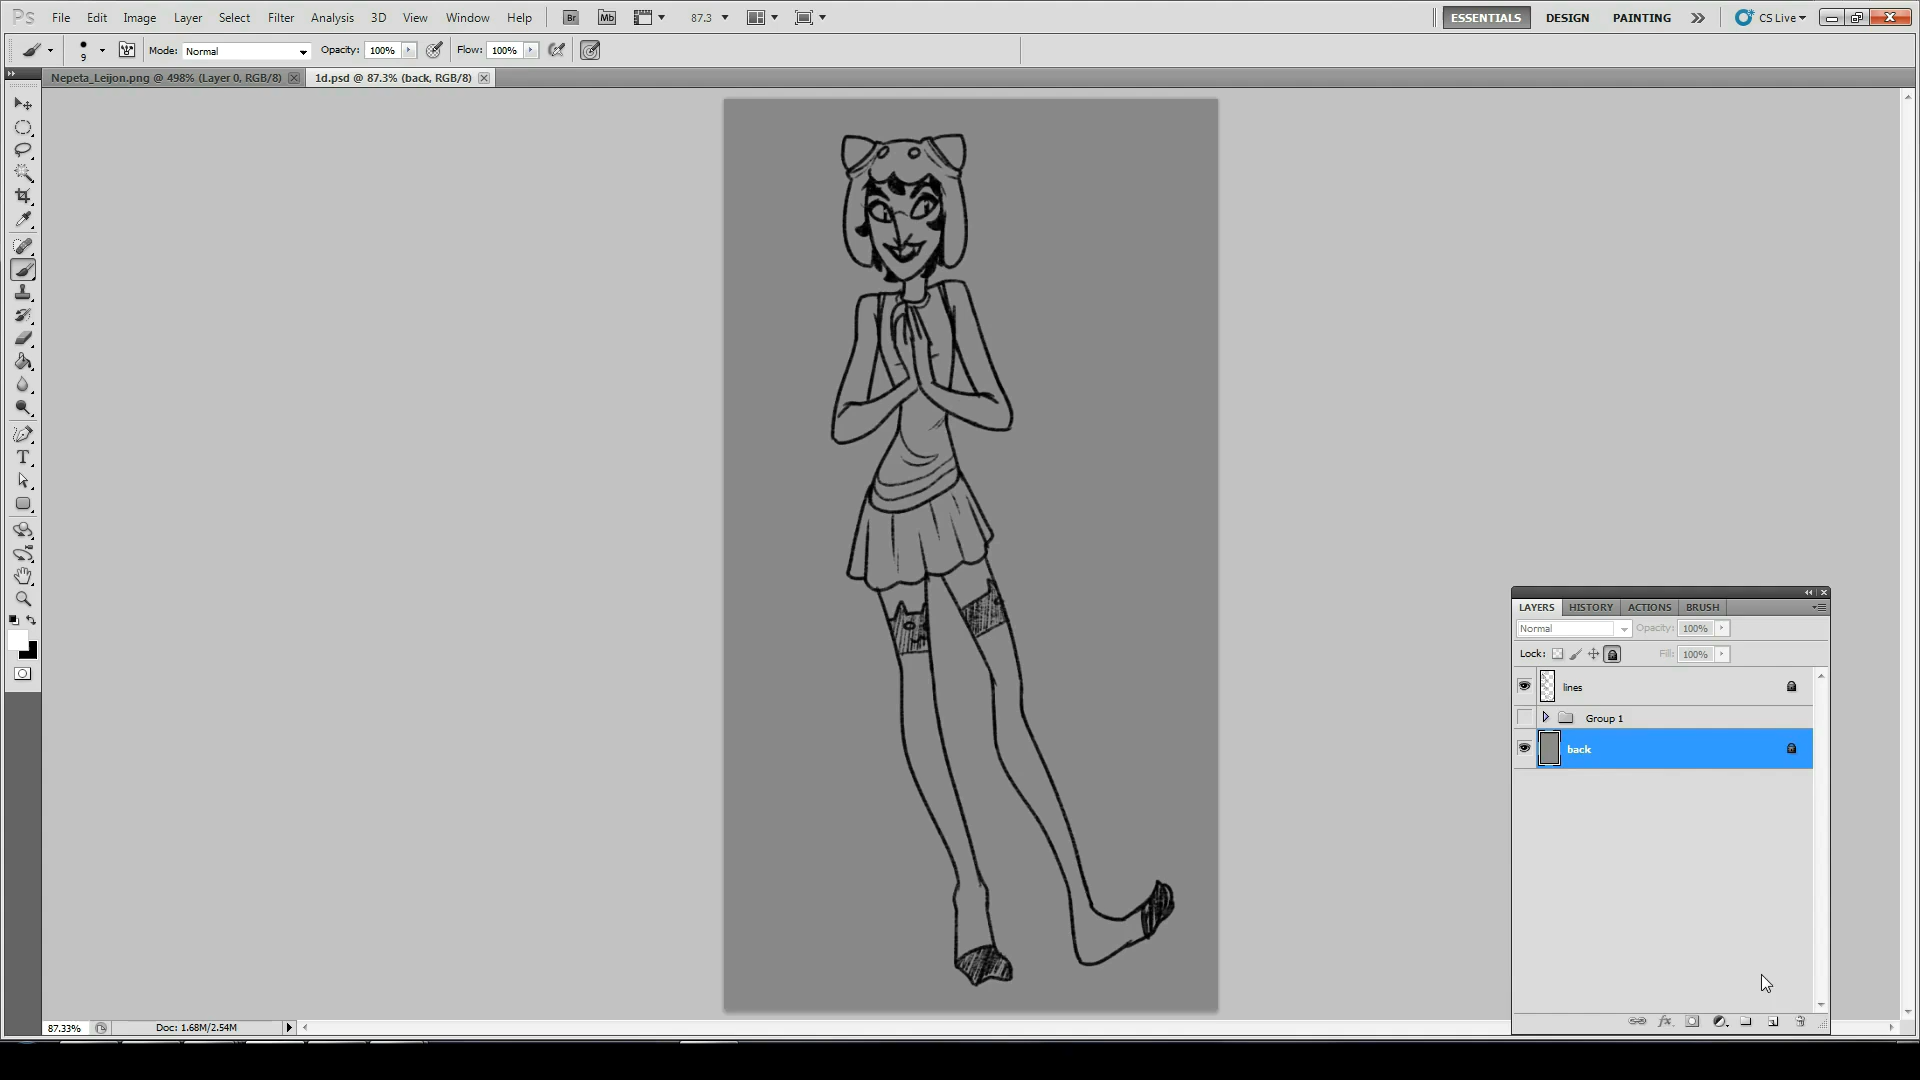 Ps File Edit Image Layer Select Filter Analysis 3D View Window Help Br Mb 87.3 ESSENTIALS DESIGN PAINTING CS Live
9 Mode: Normal Opacity: 100% Flow: 100%
Nepeta_Leijon.png @ 498% (Layer 0, RGB/8) 1d.psd @ 87.3% (back, RGB/8)
LAYERS HISTORY ACTIONS BRUSH
Normal Opacity: 100%
Lock: Fill: 100%
lines
Group 1
back
87.33% Doc: 1.68M/2.54M